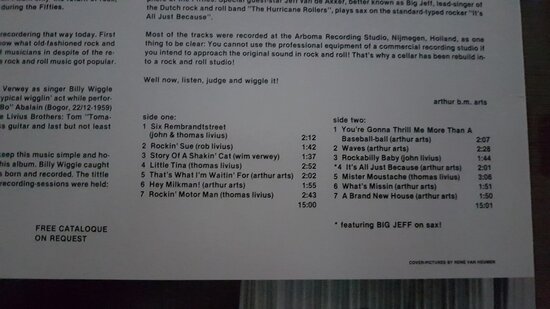 during the Fifties.
the Dutch rock and roll band "The Hurricane Rollers", plays sax on the standard-typed rocker "It's
All Just Because".
Most of the tracks were recorded at the Arboma Recording Studio, Nijmegen, Holland, as one
thing to be clear: You cannot use the professional equipment of a commercial recording studio if
you intend to approach the original sound in rock and roll! That's why a cellar has been rebuild in-
to a rock and roll studio!
Well now, listen, judge and wiggle it!
arthur b.m. arts
recording that way today. First
now what old-fashioned rock and
musicians in despite of the re-
rock and roll music got popular.
Verwey as singer Billy Wiggle
typical wigglin' act while perfor-
Bo" Abalain (Bogor, 22/12/1959)
e Livius Brothers: Tom "Toma-
ss guitar and last but not least
keep this music simple and ho-
his album. Billy Wiggle caught
s born and recorded. The tittle
recording-sessions were held:
FREE CATALOGUE
ON REQUEST
side one:
1 Six Rembrandtstreet
(john & thomas livius) 2:12
2 Rockin' Sue (rob livius) 1:42
3 Story Of A Shakin' Cat (wim verwey) 1:37
4 Little Tina (thomas livius) 2:51
5 That's What I'm Waitin' For (arthur arts) 2:02
6 Hey Milkman! (arthur arts) 1:55
7 Rockin' Motor Man (thomas livius) 2:43
15:00
side two:
1 You're Gonna Thrill Me More Than A
Baseball-ball (arthur arts) 2:07
2 Waves (arthur arts) 2:28
3 Rockabilly Baby (john livius) 1:44
*4 It's All Just Because (arthur arts) 2:01
5 Mister Moustache (thomas livius) 3:06
6 What's Missin (arthur arts) 1:51
7 A Brand New House (arthur arts) 1:50
15:01
* featuring BIG JEFF on sax!
COVER-PICTURES BY RENÉ VAN HEUMEN